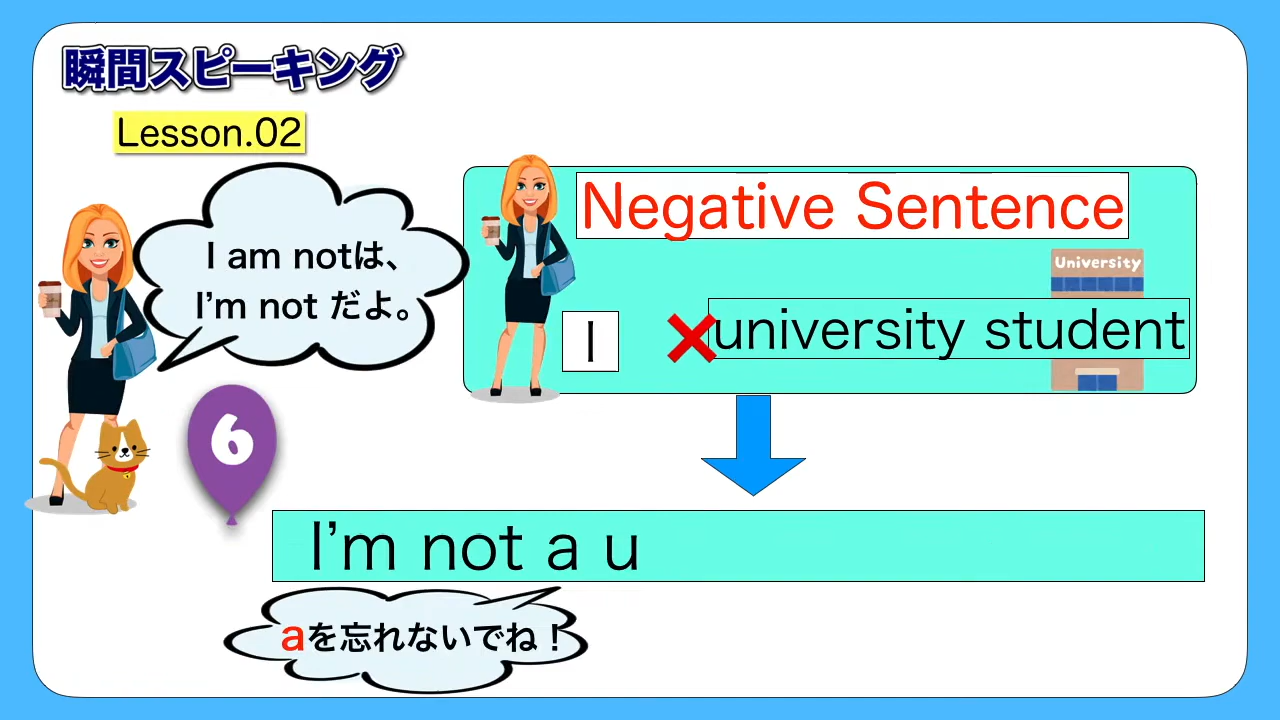 瞬間スピーキング
Lesson.02
I am notは、
I'm not だよ。
Negative Sentence
University
I
university student
6
I'm not a u
aを忘れないでね！